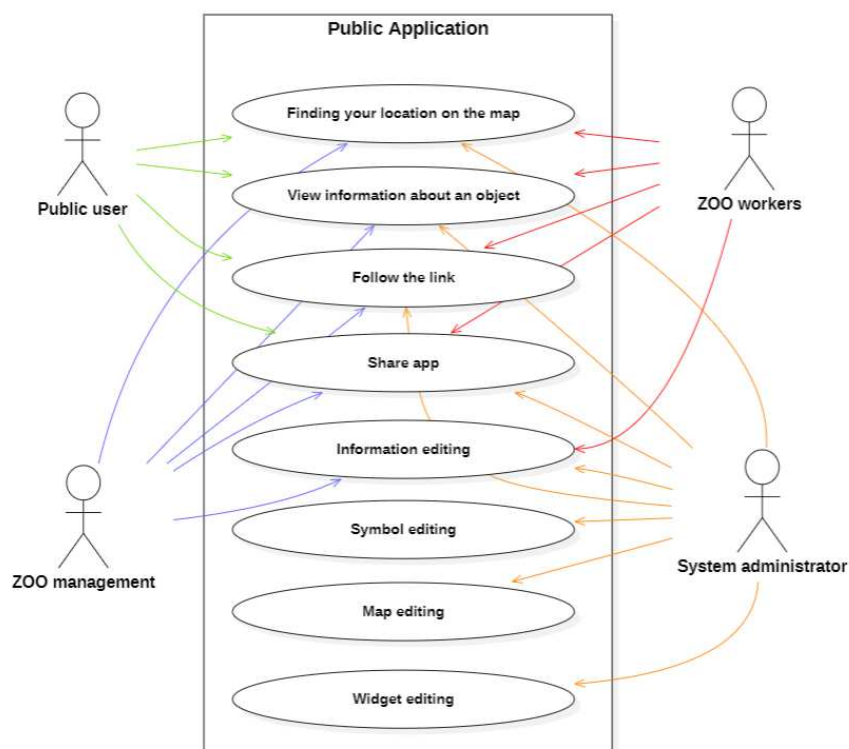 Public Application
Finding your location on the map
View information about an object
Public user
ZOO workers
Follow the link
Share app
Information editing
Symbol editing
ZOO management
System administrator
Map editing
Widget editing